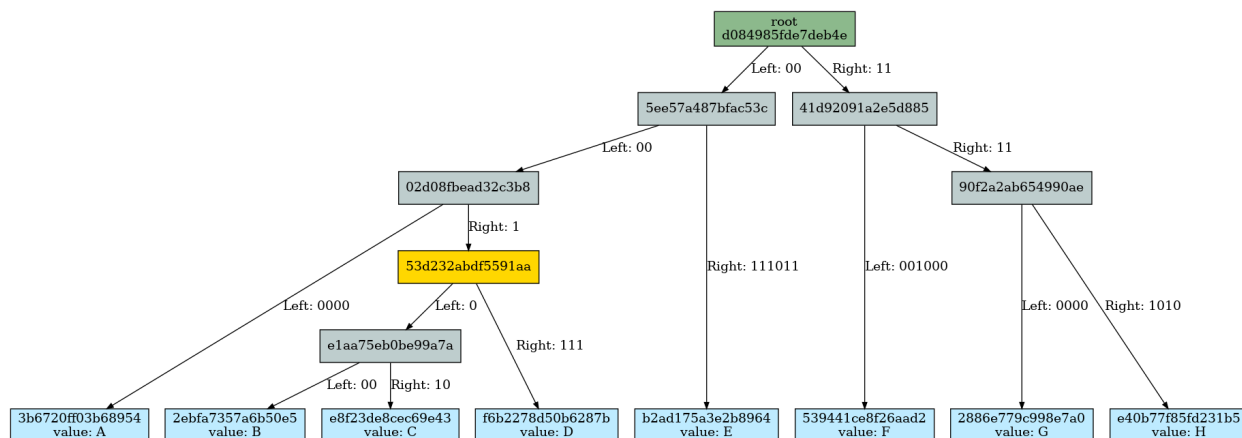 root
d084985fde7deb4e
Left: 00
Right: 11
5ee57a487bfac53c
41d92091a2e5d885
Left: 00
Right: 11
02d08fbead32c3b8
90f2a2ab654990ae
Right: 1
53d232abdf5591aa
Right: 111011
Left: 001000
Left: 0000
Left: 0
Left: 0000
Right: 1010
e1aa75eb0be99a7a
Right: 111
Left: 00
Right: 10
3b6720ff03b68954
value: A
2ebfa7357a6b50e5
value: B
e8f23de8cec69e43
value: C
f6b2278d50b6287b
value: D
b2ad175a3e2b8964
value: E
539441ce8f26aad2
value: F
2886e779c998e7a0
value: G
e40b77f85fd231b5
value: H